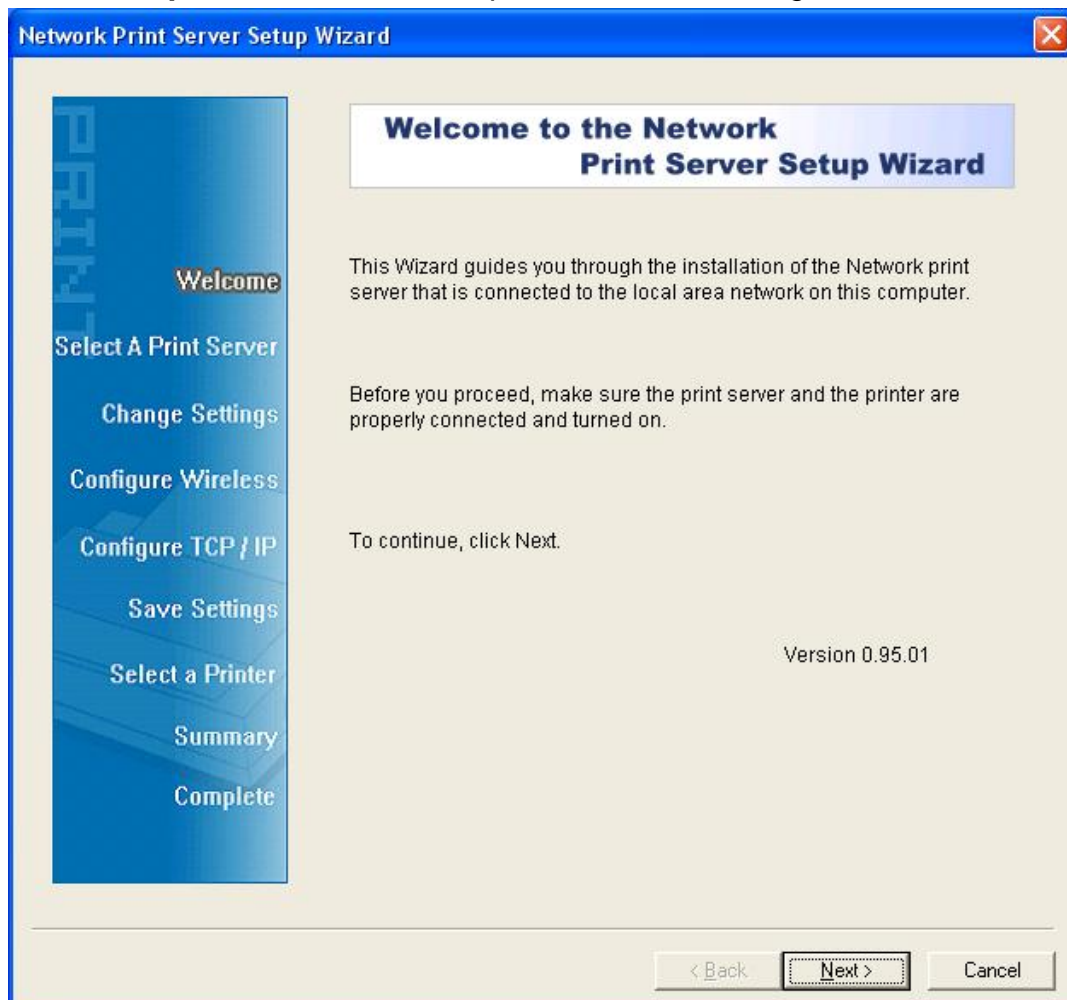 Network Print Server Setup Wizard
PRINT
Welcome
Select A Print Server
Change Settings
Configure Wireless
Configure TCP / IP
Save Settings
Select a Printer
Summary
Complete
Welcome to the Network
Print Server Setup Wizard
This Wizard guides you through the installation of the Network print
server that is connected to the local area network on this computer.
Before you proceed, make sure the print server and the printer are
properly connected and turned on.
To continue, click Next.
Version 0.95.01
< Back
Next >
Cancel